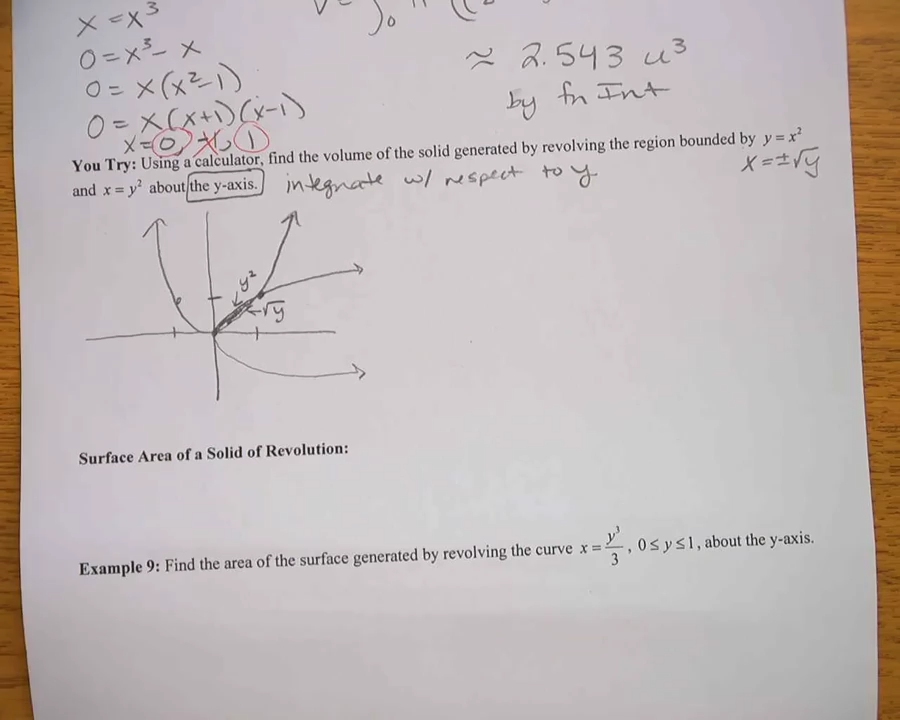 x = x³
0 = x³ - x
0 = x(x² - 1)
0 = x(x+1)(x-1)
x = 0, -1, 1
≈ 2.543 u³
by fnInt
You Try: Using a calculator, find the volume of the solid generated by revolving the region bounded by y = x²
and x = y² about the y-axis. integrate w/ respect to y
x = ±√y
y²
√y
Surface Area of a Solid of Revolution:
Example 9: Find the area of the surface generated by revolving the curve x = y³/3, 0 ≤ y ≤ 1, about the y-axis.